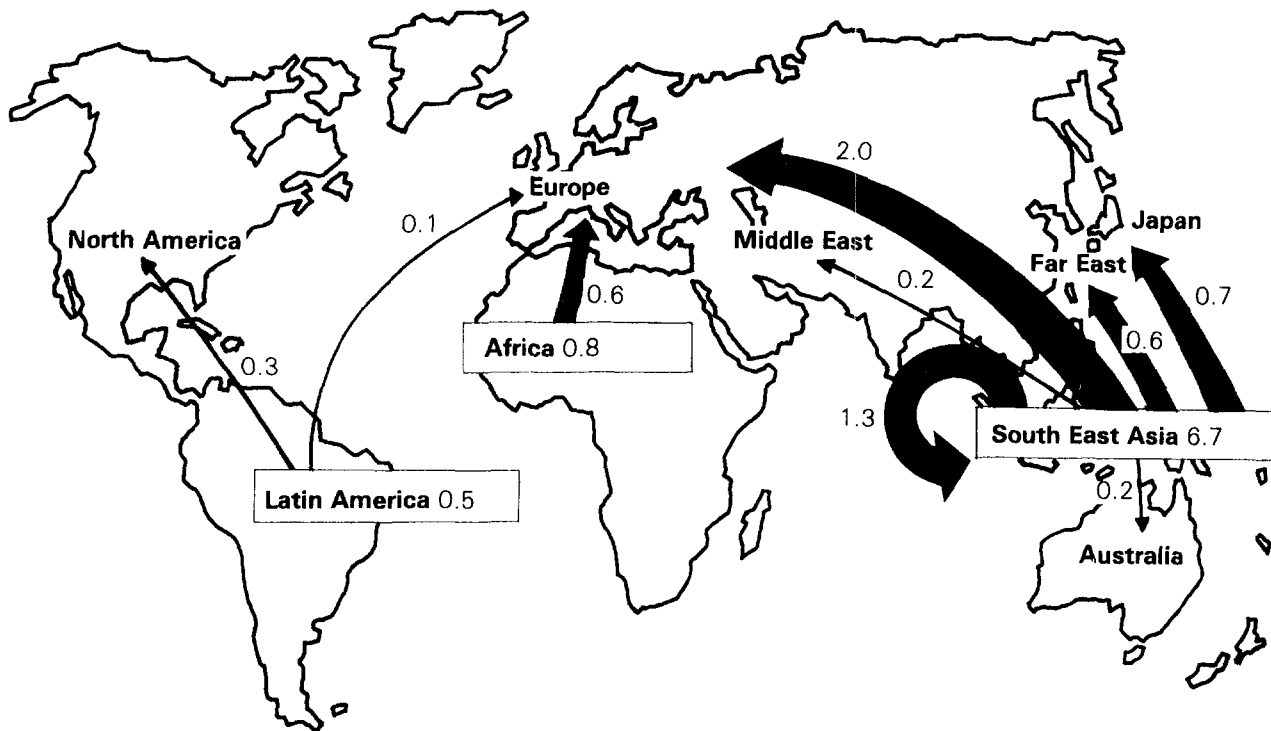 2.0
Europe
0.1
Japan
North America
Middle East
Far East
0.2
0.6
0.7
Africa 0.8
0.6
0.3
1.3
South East Asia 6.7
Latin America 0.5
0.2
Australia